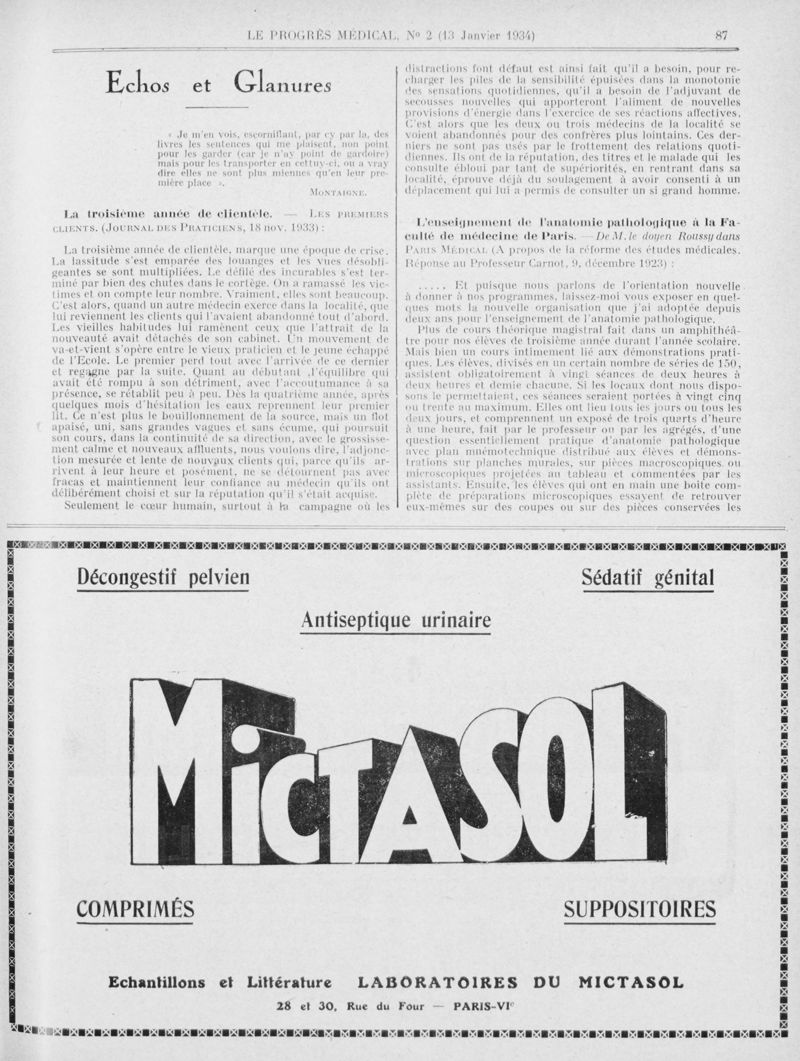 LE PROGRÈS MÉDICAL, N° 2 (13 Janvier 1934)
87
Echos et Glanures
« Je m'en vois, escorniflant, par cy par la, des
livres les sentences qui me plaisent, non point
pour les garder (car je n'ay point de gardoire)
mais pour les transporter en cettuy-ci, ou a vray
dire elles ne sont plus miennes qu'en leur pre-
mière place ».
MONTAIGNE.
La troisième année de clientèle. — LES PREMIERS
CLIENTS. (JOURNAL DES PRATICIENS, 18 nov. 1933) :
La troisième année de clientèle, marque une époque de crise.
La lassitude s'est emparée des louanges et les vues désobli-
geantes se sont multipliées. Le défilé des incurables s'est ter-
miné par bien des chutes dans le cortège. On a ramassé les vic-
times et on compte leur nombre. Vraiment, elles sont beaucoup.
C'est alors, quand un autre médecin exerce dans la localité, que
lui reviennent les clients qui l'avaient abandonné tout d'abord.
Les vieilles habitudes lui ramènent ceux que l'attrait de la
nouveauté avait détachés de son cabinet. Un mouvement de
va-et-vient s'opère entre le vieux praticien et le jeune échappé
de l'Ecole. Le premier perd tout avec l'arrivée de ce dernier
et regagne par la suite. Quant au débutant ,l'équilibre qui
avait été rompu à son détriment, avec l'accoutumance à sa
présence, se rétablit peu à peu. Dès la quatrième année, après
quelques mois d'hésitation les eaux reprennent leur premier
lit. Ce n'est plus le bouillonnement de la source, mais un flot
apaisé, uni, sans grandes vagues et sans écume, qui poursuit
son cours, dans la continuité de sa direction, avec le grossisse-
ment calme et nouveaux affluents, nous voulons dire, l'adjonc-
tion mesurée et lente de nouvaux clients qui, parce qu'ils ar-
rivent à leur heure et posément, ne se détournent pas avec
fracas et maintiennent leur confiance au médecin qu'ils ont
délibérément choisi et sur la réputation qu'il s'était acquise.
Seulement le cœur humain, surtout à la campagne où les
distractions font défaut est ainsi fait qu'il a besoin, pour re-
charger les piles de la sensibilité épuisées dans la monotonie
des sensations quotidiennes, qu'il a besoin de l'adjuvant de
secousses nouvelles qui apporteront l'aliment de nouvelles
provisions d'énergie dans l'exercice de ses réactions affectives.
C'est alors que les deux ou trois médecins de la localité se
voient abandonnés pour des confrères plus lointains. Ces der-
niers ne sont pas usés par le frottement des relations quoti-
diennes. Ils ont de la réputation, des titres et le malade qui les
consulte ébloui par tant de supériorités, en rentrant dans sa
localité, éprouve déjà du soulagement à avoir consenti à un
déplacement qui lui a permis de consulter un si grand homme.
L'enseignement de l'anatomie pathologique à la Fa-
culté de médecine de Paris. — De M. le doyen Roussy dans
PARIS MÉDICAL (A propos de la réforme des études médicales.
Réponse au Professeur Carnot, 9, décembre 1923) :
..... Et puisque nous parlons de l'orientation nouvelle
à donner à nos programmes, laissez-moi vous exposer en quel-
ques mots la nouvelle organisation que j'ai adoptée depuis
deux ans pour l'enseignement de l'anatomie pathologique.
Plus de cours théorique magistral fait dans un amphithéâ-
tre pour nos élèves de troisième année durant l'année scolaire.
Mais bien un cours intimement lié aux démonstrations prati-
ques. Les élèves, divisés en un certain nombre de séries de 150,
assistent obligatoirement à vingt séances de deux heures à
deux heures et demie chacune. Si les locaux dont nous dispo-
sons le permettaient, ces séances seraient portées à vingt cinq
ou trente au maximum. Elles ont lieu tous les jours ou tous les
deux jours, et comprennent un exposé de trois quarts d'heure
à une heure, fait par le professeur ou par les agrégés, d'une
question essentiellement pratique d'anatomie pathologique
avec plan mnémotechnique distribué aux élèves et démons-
trations sur planches murales, sur pièces macroscopiques ou
microscopiques projetées au tableau et commentées par les
assistants. Ensuite, les élèves qui ont en main une boite com-
plète de préparations microscopiques essayent de retrouver
eux-mêmes sur des coupes ou sur des pièces conservées les
Décongestif pelvien
Sédatif génital
Antiseptique urinaire
MICTASOL
COMPRIMÉS
SUPPOSITOIRES
Echantillons et Littérature LABORATOIRES DU MICTASOL
28 et 30, Rue du Four — PARIS-VIe